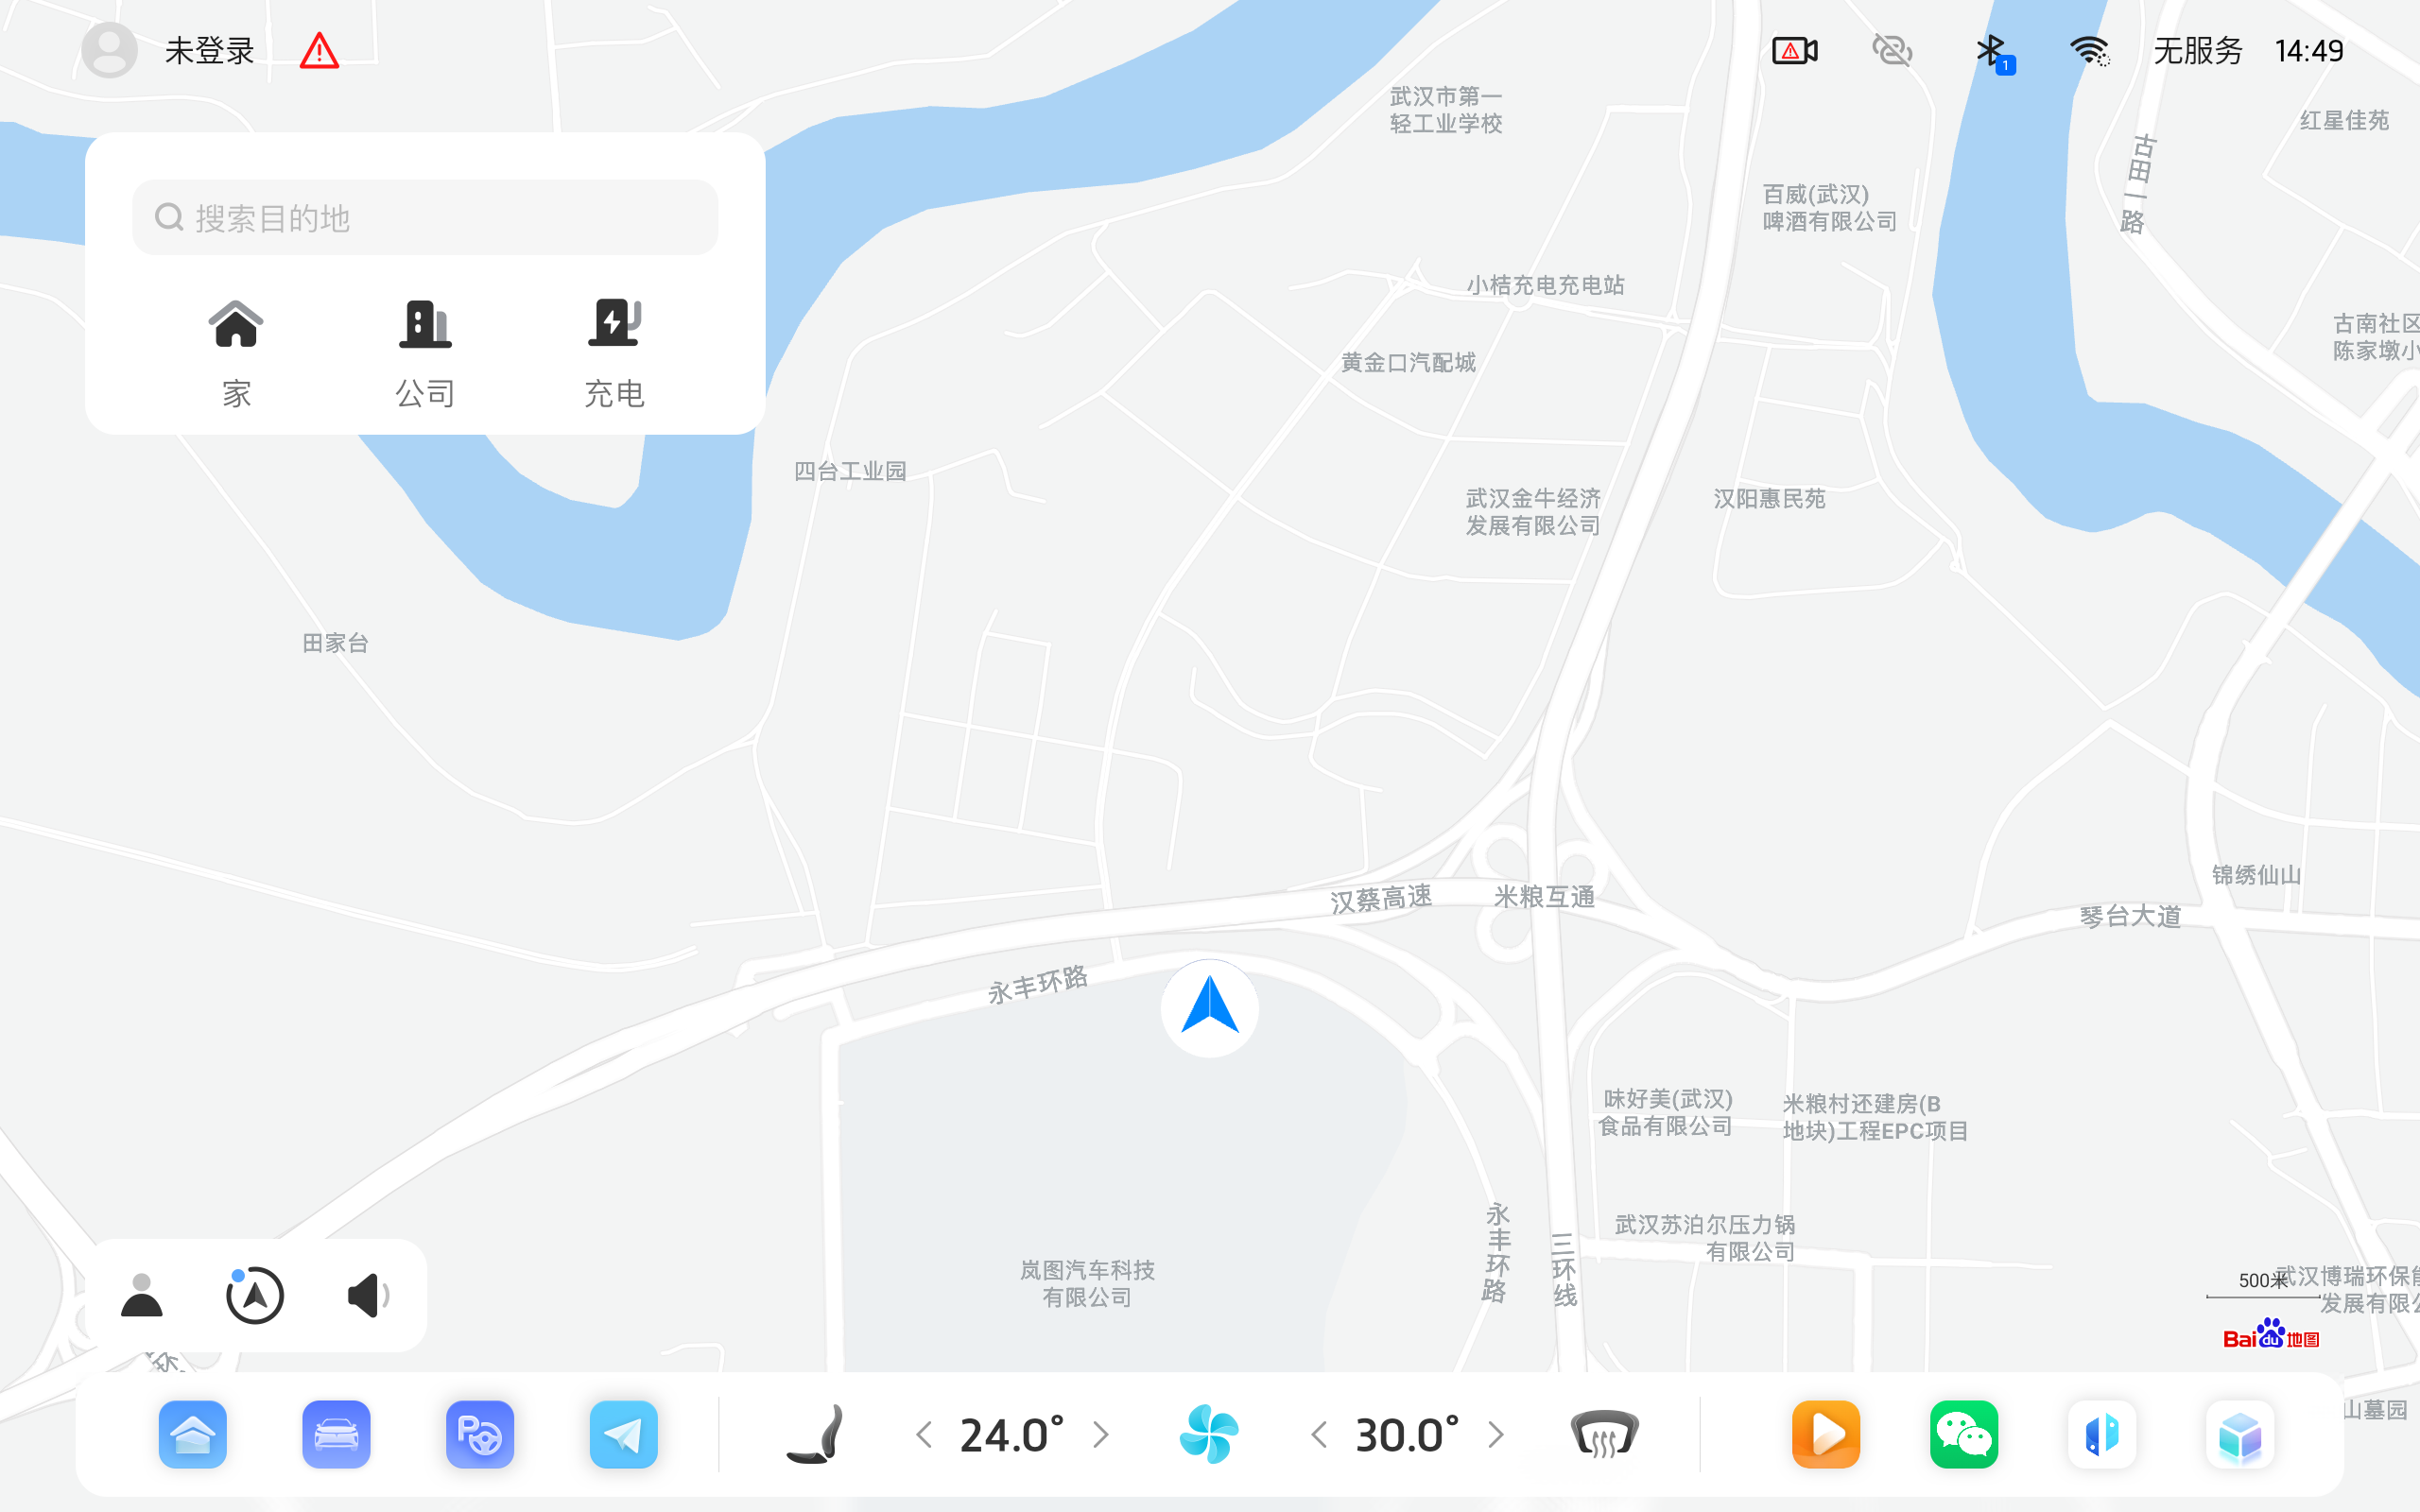 未登录
1
无服务
14:49
搜索目的地
家
公司
充电
武汉市第一
轻工业学校
红星佳苑
古田二路
百威(武汉)
啤酒有限公司
小桔充电充电站
古南社区
陈家墩小
黄金口汽配城
四台工业园
武汉金牛经济
发展有限公司
汉阳惠民苑
田家台
锦绣仙山
汉蔡高速
米粮互通
琴台大道
永丰环路
味好美(武汉)
食品有限公司
米粮村还建房(B
地块)工程EPC项目
永丰环路
三环线
武汉苏泊尔压力锅
有限公司
岚图汽车科技
有限公司
500米
武汉博瑞环保能
发展有限公
Bai du 地图
环
山墓园
P
24.0°
30.0°